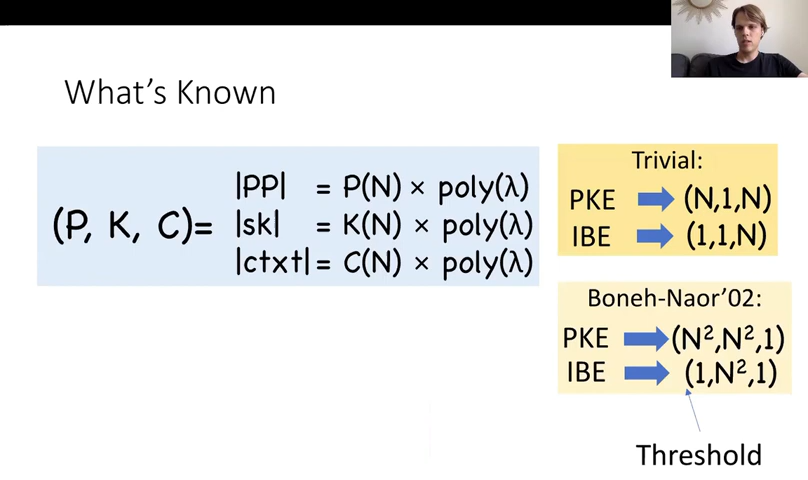 What's Known
(P, K, C)=
|PP| = P(N) × poly(λ)
|sk| = K(N) × poly(λ)
|ctxt| = C(N) × poly(λ)
Trivial:
PKE (N,1,N)
IBE (1,1,N)
Boneh-Naor'02:
PKE (N²,N²,1)
IBE (1,N²,1)
Threshold